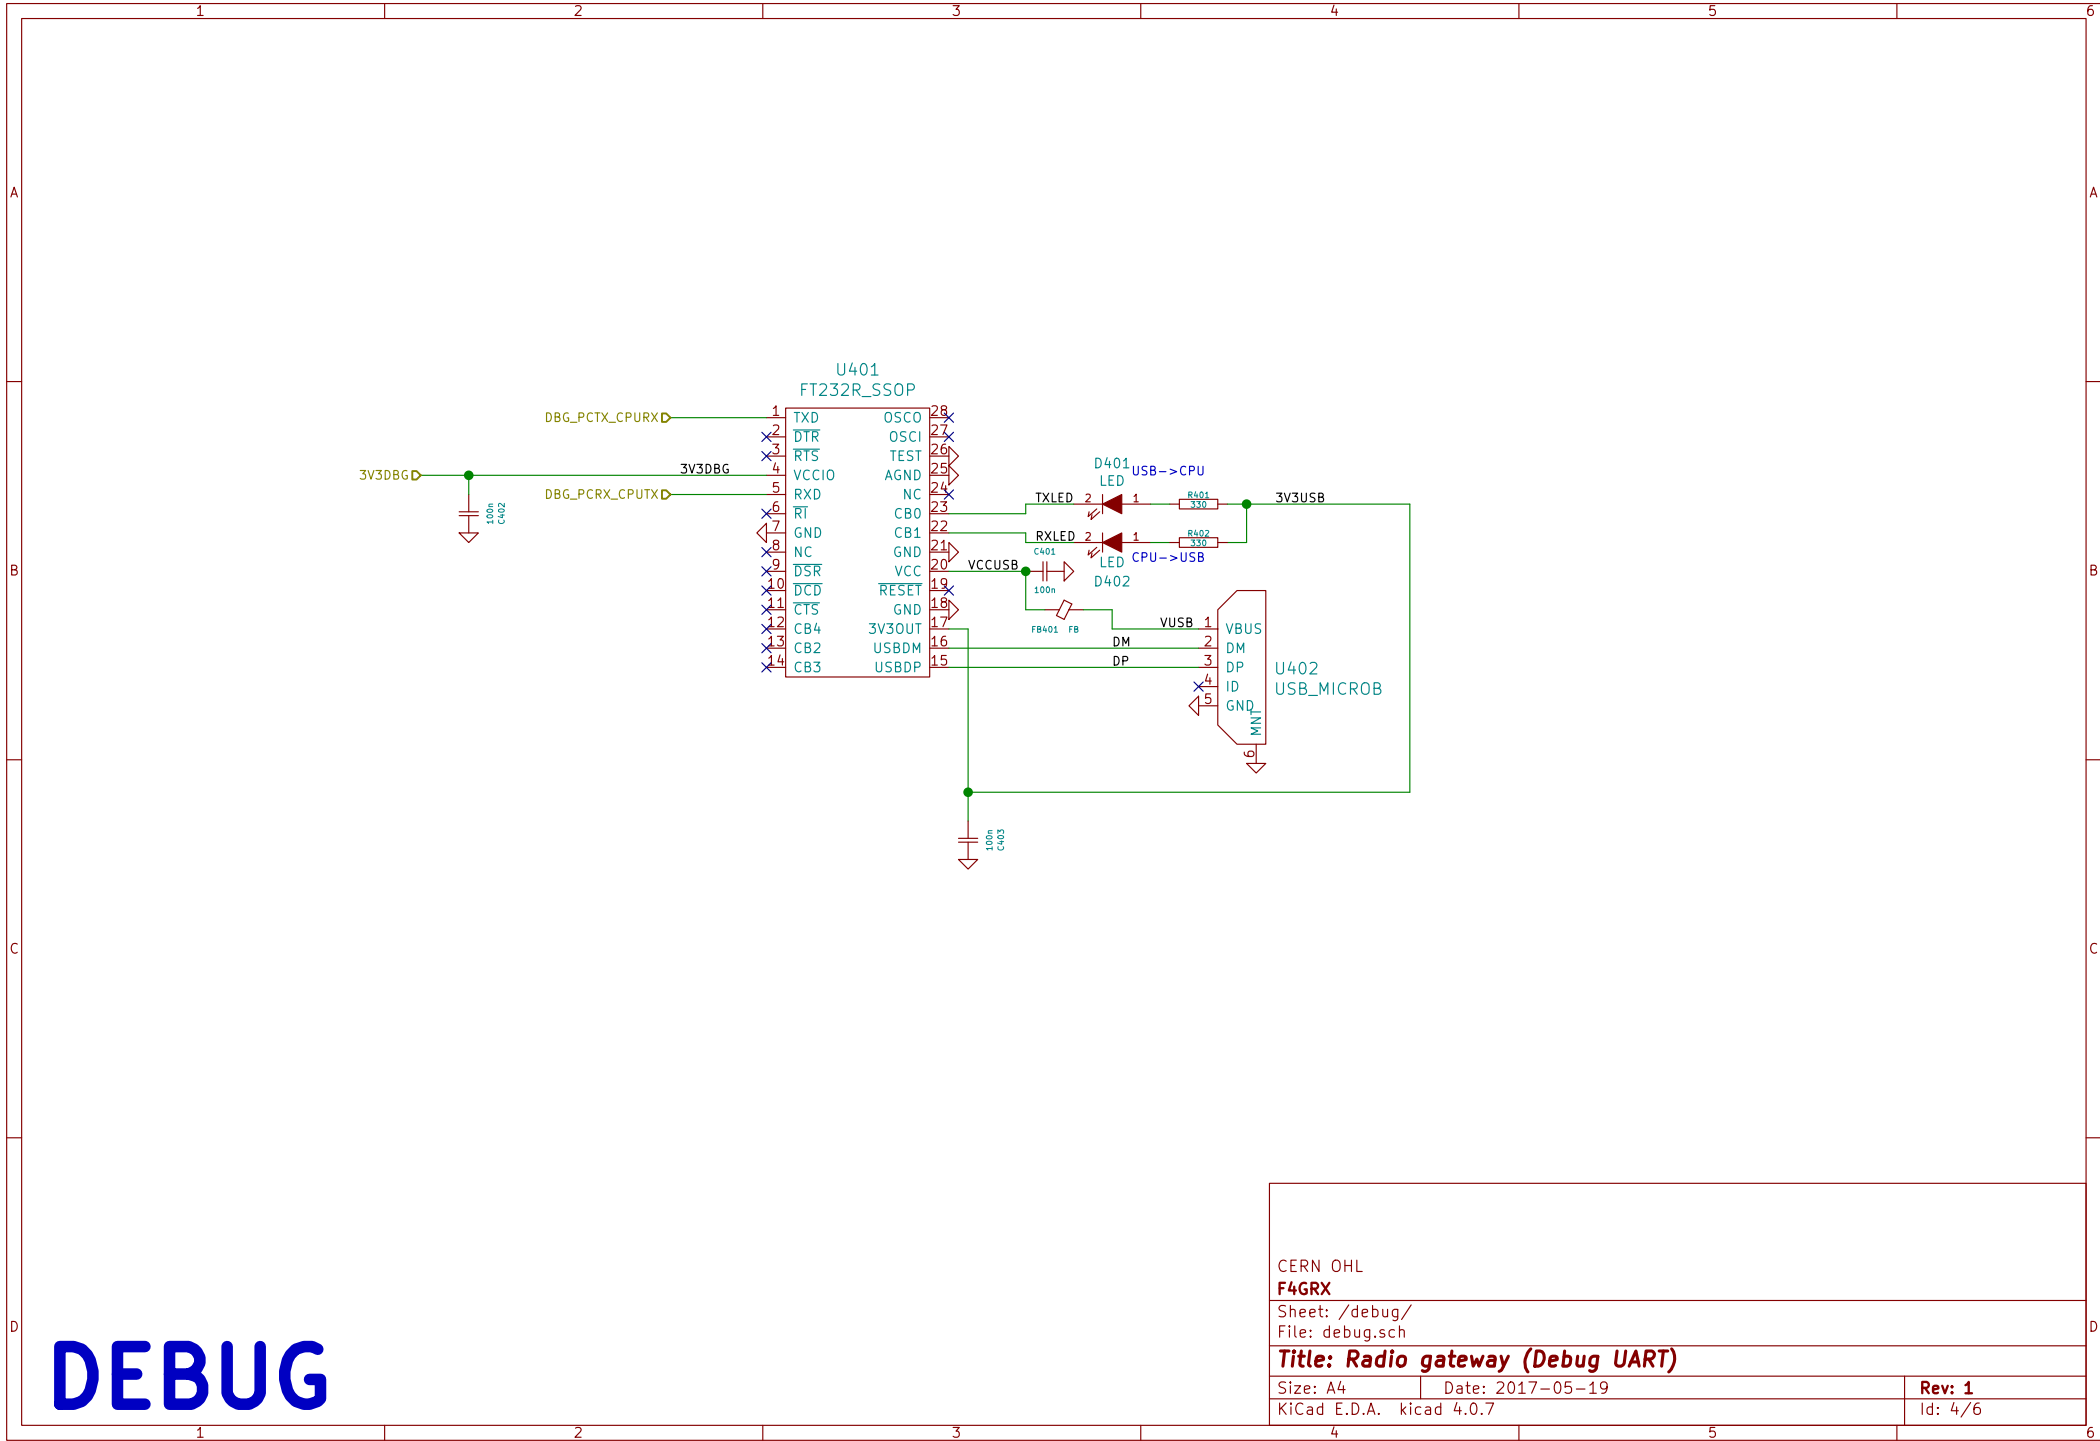 1 2 3 4 5 6
A A
U401
FT232R_SSOP
DBG_PCTX_CPURX 1 TXD OSCO 28
2 DTR OSCI 27
3 RTS TEST 26
3V3DBG 3V3DBG 4 VCCIO AGND 25
DBG_PCRX_CPUTX 5 RXD NC 24
6 RI CB0 23
7 GND CB1 22
8 NC GND 21
9 DSR VCC 20
10 DCD RESET 19
11 CTS GND 18
12 CB4 3V3OUT 17
13 CB2 USBDM 16
14 CB3 USBDP 15
100n
C402
D401 USB->CPU
LED
TXLED 2 1 R401
330
3V3USB
RXLED 2 1 R402
330
LED CPU->USB
D402
VCCUSB C401
100n
FB401 FB
VUSB 1 VBUS
DM 2 DM
DP 3 DP
4 ID
5 GND
MNT
6
U402
USB_MICROB
B B
100n
C403
C C
CERN OHL
F4GRX
Sheet: /debug/
File: debug.sch
Title: Radio gateway (Debug UART)
Size: A4 Date: 2017-05-19 Rev: 1
KiCad E.D.A. kicad 4.0.7 Id: 4/6
D D
DEBUG
1 2 3 4 5 6